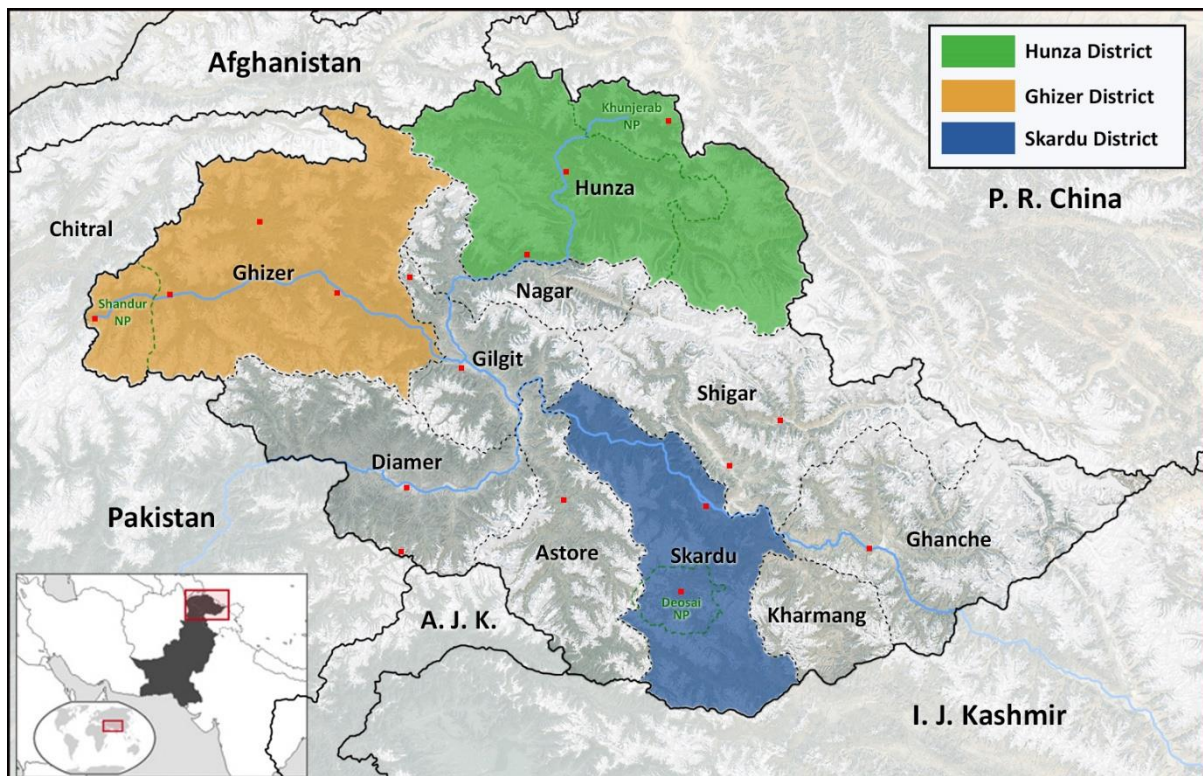 Afghanistan
Hunza District
Ghizer District
Skardu District
Khunjerab
NP
Hunza
P. R. China
Chitral
Ghizer
Shandur
NP
Nagar
Gilgit
Shigar
Diamer
Pakistan
Astore
Skardu
Ghanche
Deosai
NP
Kharmang
A. J. K.
I. J. Kashmir